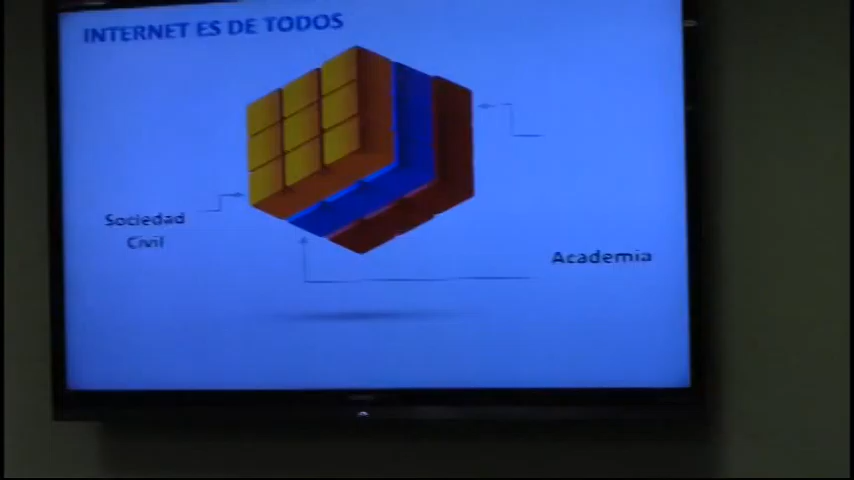 INTERNET ES DE TODOS
Sociedad
Civil
Academia